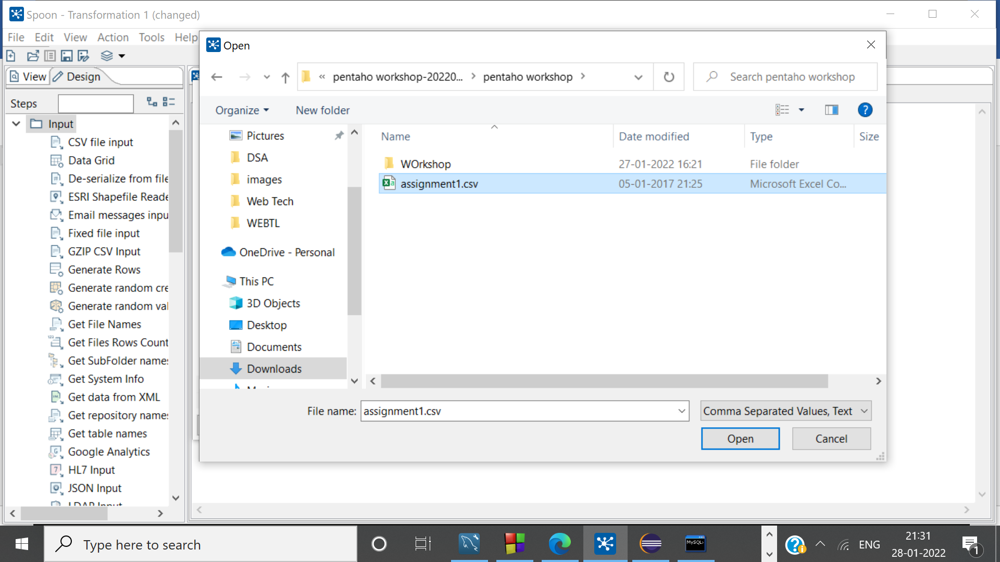 Spoon - Transformation 1 (changed)
File Edit View Action Tools Help
View Design
Steps
Input
CSV file input
Data Grid
De-serialize from file
ESRI Shapefile Reade
Email messages inpu
Fixed file input
GZIP CSV Input
Generate Rows
Generate random cre
Generate random val
Get File Names
Get Files Rows Count
Get SubFolder names
Get System Info
Get data from XML
Get repository names
Get table names
Google Analytics
HL7 Input
JSON Input
LDAP Input
Open
« pentaho workshop-20220... > pentaho workshop >
Search pentaho workshop
Organize New folder
Pictures
DSA
images
Web Tech
WEBTL
OneDrive - Personal
This PC
3D Objects
Desktop
Documents
Downloads
Name Date modified Type Size
WOrkshop 27-01-2022 16:21 File folder
assignment1.csv 05-01-2017 21:25 Microsoft Excel Co...
File name: assignment1.csv Comma Separated Values, Text
Open Cancel
Type here to search
MySQL>
ENG
21:31
28-01-2022
1